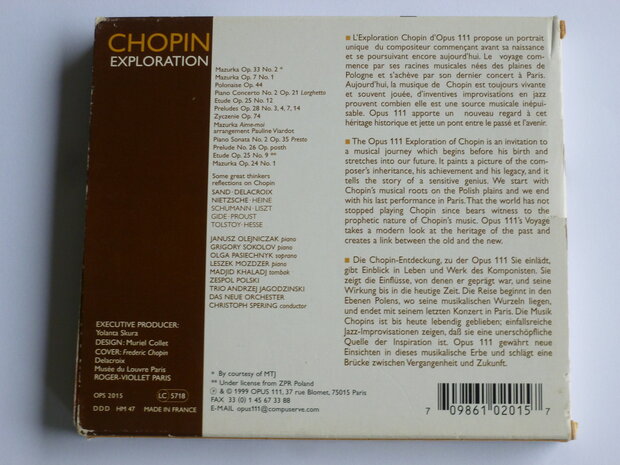 CHOPIN
EXPLORATION
Mazurka Op. 33 No. 2 *
Mazurka Op. 7 No. 1
Polonaise Op. 44
Piano Concerto No. 2 Op. 21 Larghetto
Etude Op. 25 No. 12
Preludes Op. 28 No. 3, 4, 7, 14
Zyczenie Op. 74
Mazurka Aime-moi
arrangement Pauline Viardot
Piano Sonata No. 2 Op. 35 Presto
Prelude No. 26 Op. posth
Etude Op. 25 No. 9 **
Mazurka Op. 24 No. 1
Some great thinkers
reflections on Chopin
SAND · DELACROIX
NIETZSCHE · HEINE
SCHUMANN · LISZT
GIDE · PROUST
TOLSTOY · HESSE
JANUSZ OLEJNICZAK piano
GRIGORY SOKOLOV piano
OLGA PASIECHNYK soprano
LESZEK MOZDZER piano
MADJID KHALADJ tombak
ZESPOL POLSKI
TRIO ANDRZEJ JAGODZINSKI
DAS NEUE ORCHESTER
CHRISTOPH SPERING conductor
* By courtesy of MTJ
** Under license from ZPR Poland
℗ & © 1999 OPUS 111, 37 rue Blomet, 75015 Paris
FAX 33 (0) 1 45 67 33 88
E-MAIL opus111@compuserve.com
EXECUTIVE PRODUCER:
Yolanta Skura
DESIGN: Muriel Collet
COVER: Frederic Chopin
Delacroix
Musée du Louvre Paris
ROGER-VIOLLET PARIS
OPS 2015 LC 5718
DDD HM 47 MADE IN FRANCE
■ L'Exploration Chopin d'Opus 111 propose un portrait
unique du compositeur commençant avant sa naissance
et se poursuivant encore aujourd'hui. Le voyage com-
mence par ses racines musicales nées des plaines de
Pologne et s'achève par son dernier concert à Paris.
Aujourd'hui, la musique de Chopin est toujours vivante
et souvent jouée, d'inventives improvisations en jazz
prouvent combien elle est une source musicale inépui-
sable. Opus 111 apporte un nouveau regard à cet
héritage historique et jette un pont entre le passé et l'avenir.
■ The Opus 111 Exploration of Chopin is an invitation to
a musical journey which begins before his birth and
stretches into our future. It paints a picture of the com-
poser's inheritance, his achievement and his legacy, and it
tells the story of a sensitive genius. We start with
Chopin's musical roots on the Polish plains and we end
with his last performance in Paris. That the world has not
stopped playing Chopin since bears witness to the
prophetic nature of Chopin's music. Opus 111's Voyage
takes a modern look at the heritage of the past and
creates a link between the old and the new.
■ Die Chopin-Entdeckung, zu der Opus 111 Sie einlädt,
gibt Einblick in Leben und Werk des Komponisten. Sie
zeigt die Einflüsse, von denen er geprägt war, und seine
Wirkung bis in die heutige Zeit. Die Reise beginnt in den
Ebenen Polens, wo seine musikalischen Wurzeln liegen,
und endet mit seinem letzten Konzert in Paris. Die Musik
Chopins ist bis heute lebendig geblieben; einfallsreiche
Jazz-Improvisationen zeigen, daß sie eine unerschöpfliche
Quelle der Inspiration ist. Opus 111 gewährt neue
Einsichten in dieses musikalische Erbe und schlägt eine
Brücke zwischen Vergangenheit und Zukunft.
7 09861 02015 7